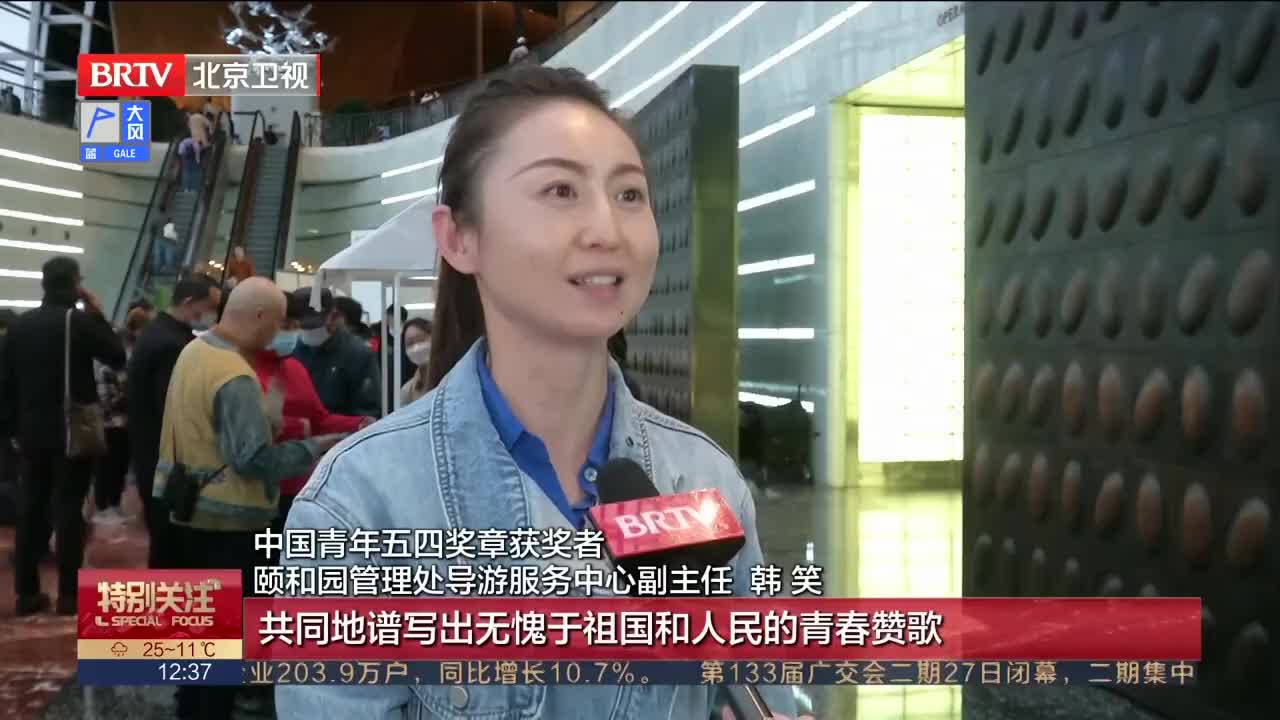 OPERA
BRTV 北京卫视
大风
蓝 GALE
BRTV
中国青年五四奖章获奖者
颐和园管理处导游服务中心副主任 韩 笑
特别关注
SPECIAL FOCUS
共同地谱写出无愧于祖国和人民的青春赞歌
25~11℃
12:37
业203.9万户，同比增长10.7%。 第133届广交会二期27日闭幕，二期集中